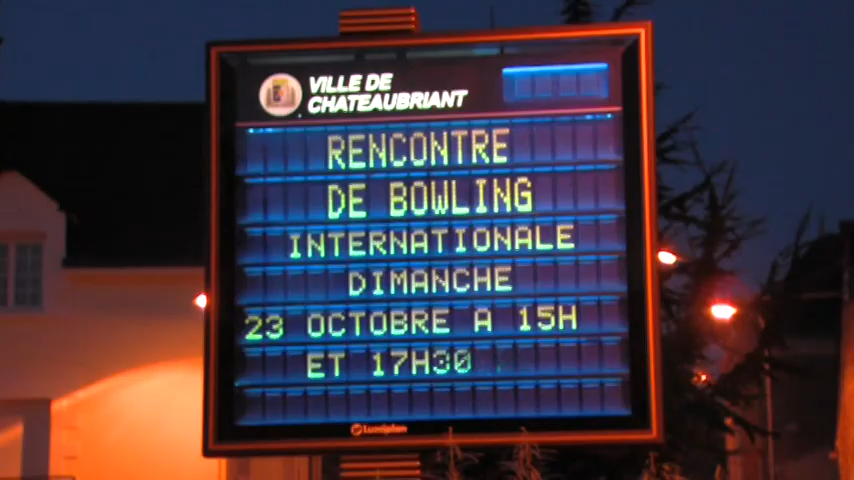 VILLE DE
CHATEAUBRIANT
RENCONTRE
DE BOWLING
INTERNATIONALE
DIMANCHE
23 OCTOBRE A 15H
ET 17H30
Lumiplan